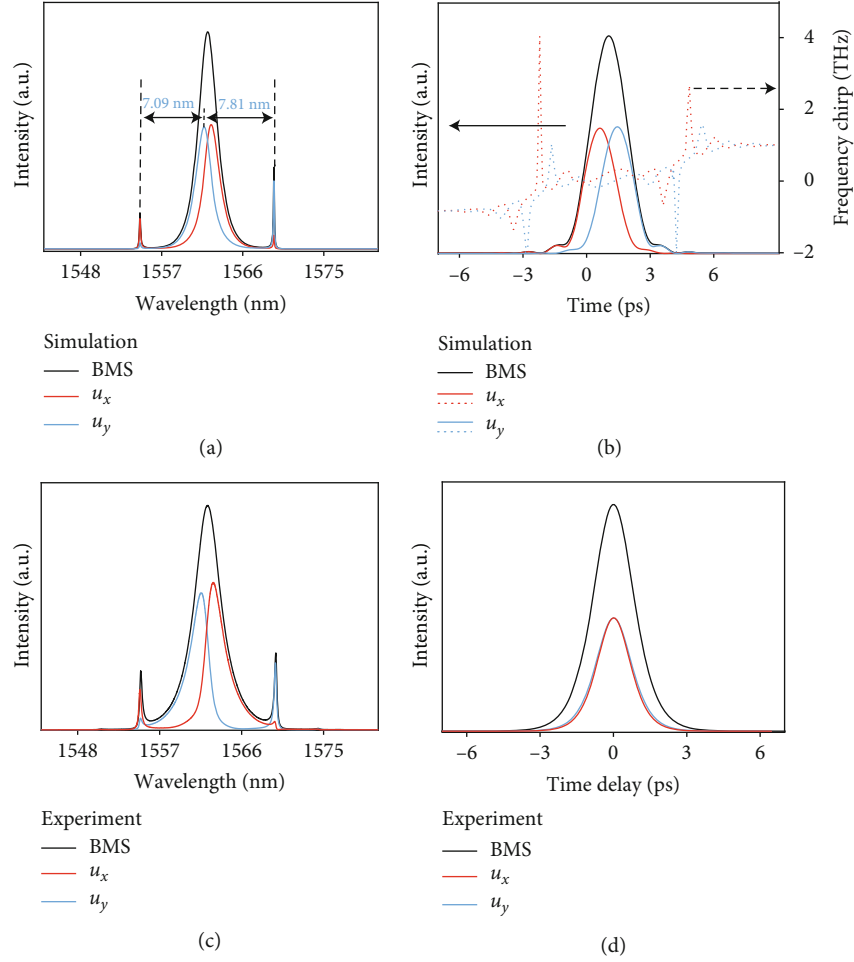 Intensity (a.u.)
7.09 nm
7.81 nm
1548
1557
1566
1575
Wavelength (nm)
Simulation
BMS
u_x
u_y
(a)
Intensity (a.u.)
4
2
0
−2
Frequency chirp (THz)
−6
−3
0
3
6
Time (ps)
Simulation
BMS
u_x
u_y
(b)
Intensity (a.u.)
1548
1557
1566
1575
Wavelength (nm)
Experiment
BMS
u_x
u_y
(c)
Intensity (a.u.)
−6
−3
0
3
6
Time delay (ps)
Experiment
BMS
u_x
u_y
(d)